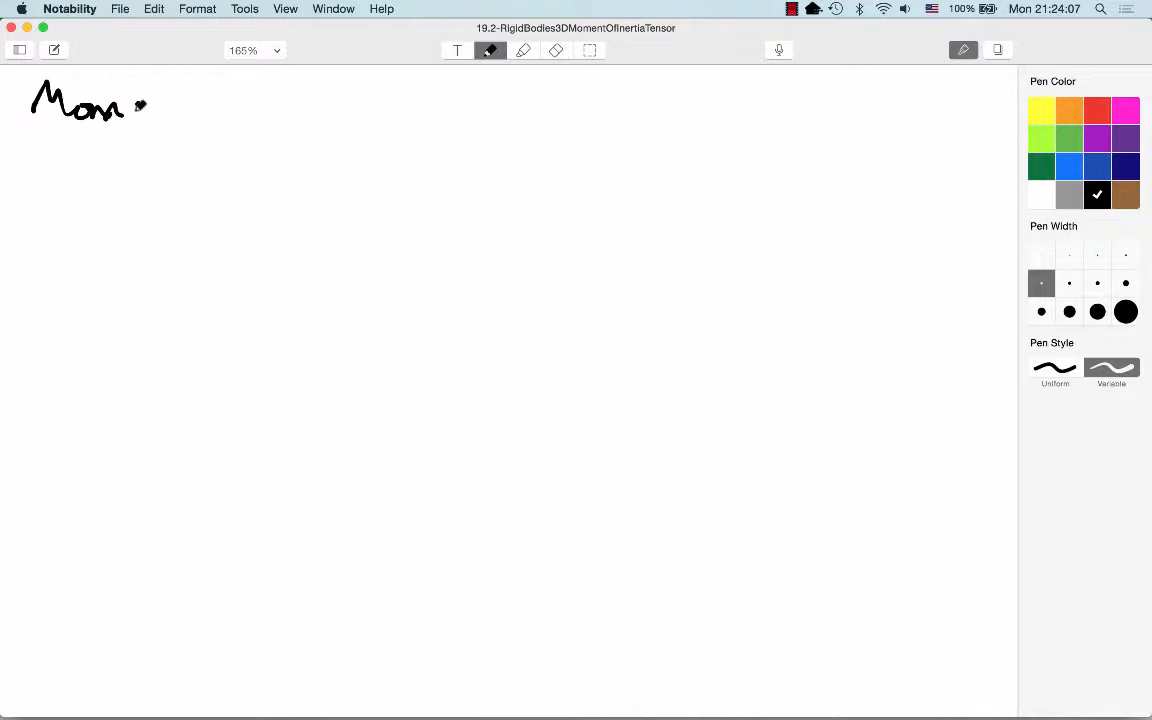 Notability File Edit Format Tools View Window Help 100% Mon 21:24:07
19.2-RigidBodies3DMomentOfInertiaTensor
165% T
Mom
Pen Color
Pen Width
Pen Style
Uniform Variable